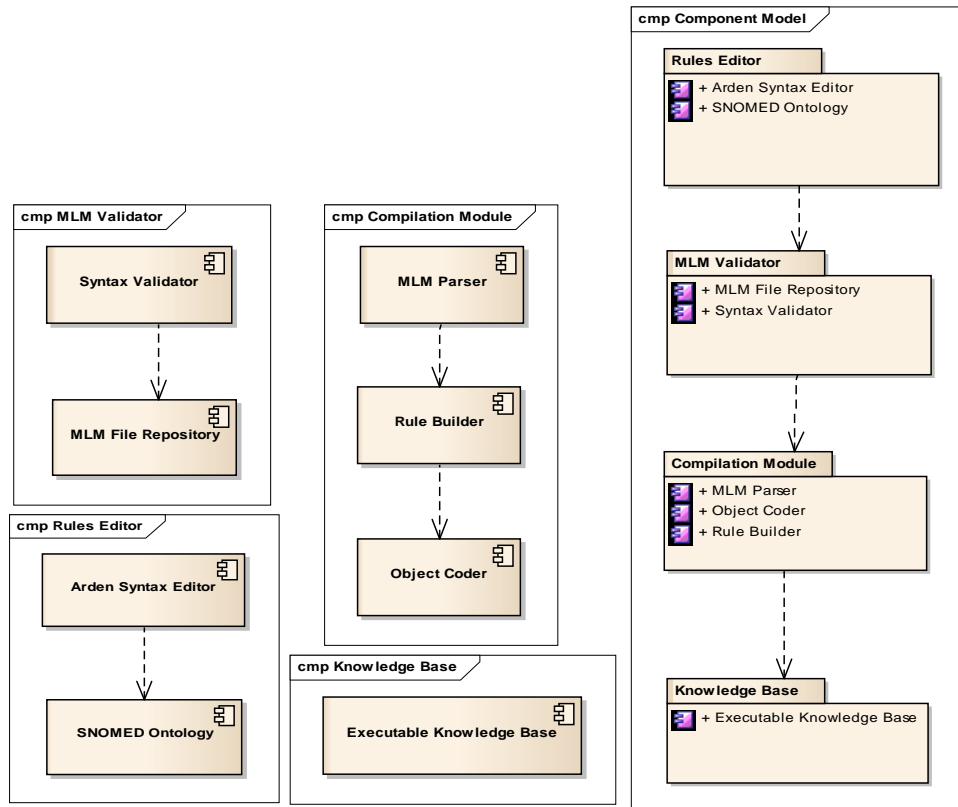 cmp MLM Validator
Syntax Validator
MLM File Repository
cmp Rules Editor
Arden Syntax Editor
SNOMED Ontology
cmp Compilation Module
MLM Parser
Rule Builder
Object Coder
cmp Knowledge Base
Executable Knowledge Base
cmp Component Model
Rules Editor
+ Arden Syntax Editor
+ SNOMED Ontology
MLM Validator
+ MLM File Repository
+ Syntax Validator
Compilation Module
+ MLM Parser
+ Object Coder
+ Rule Builder
Knowledge Base
+ Executable Knowledge Base